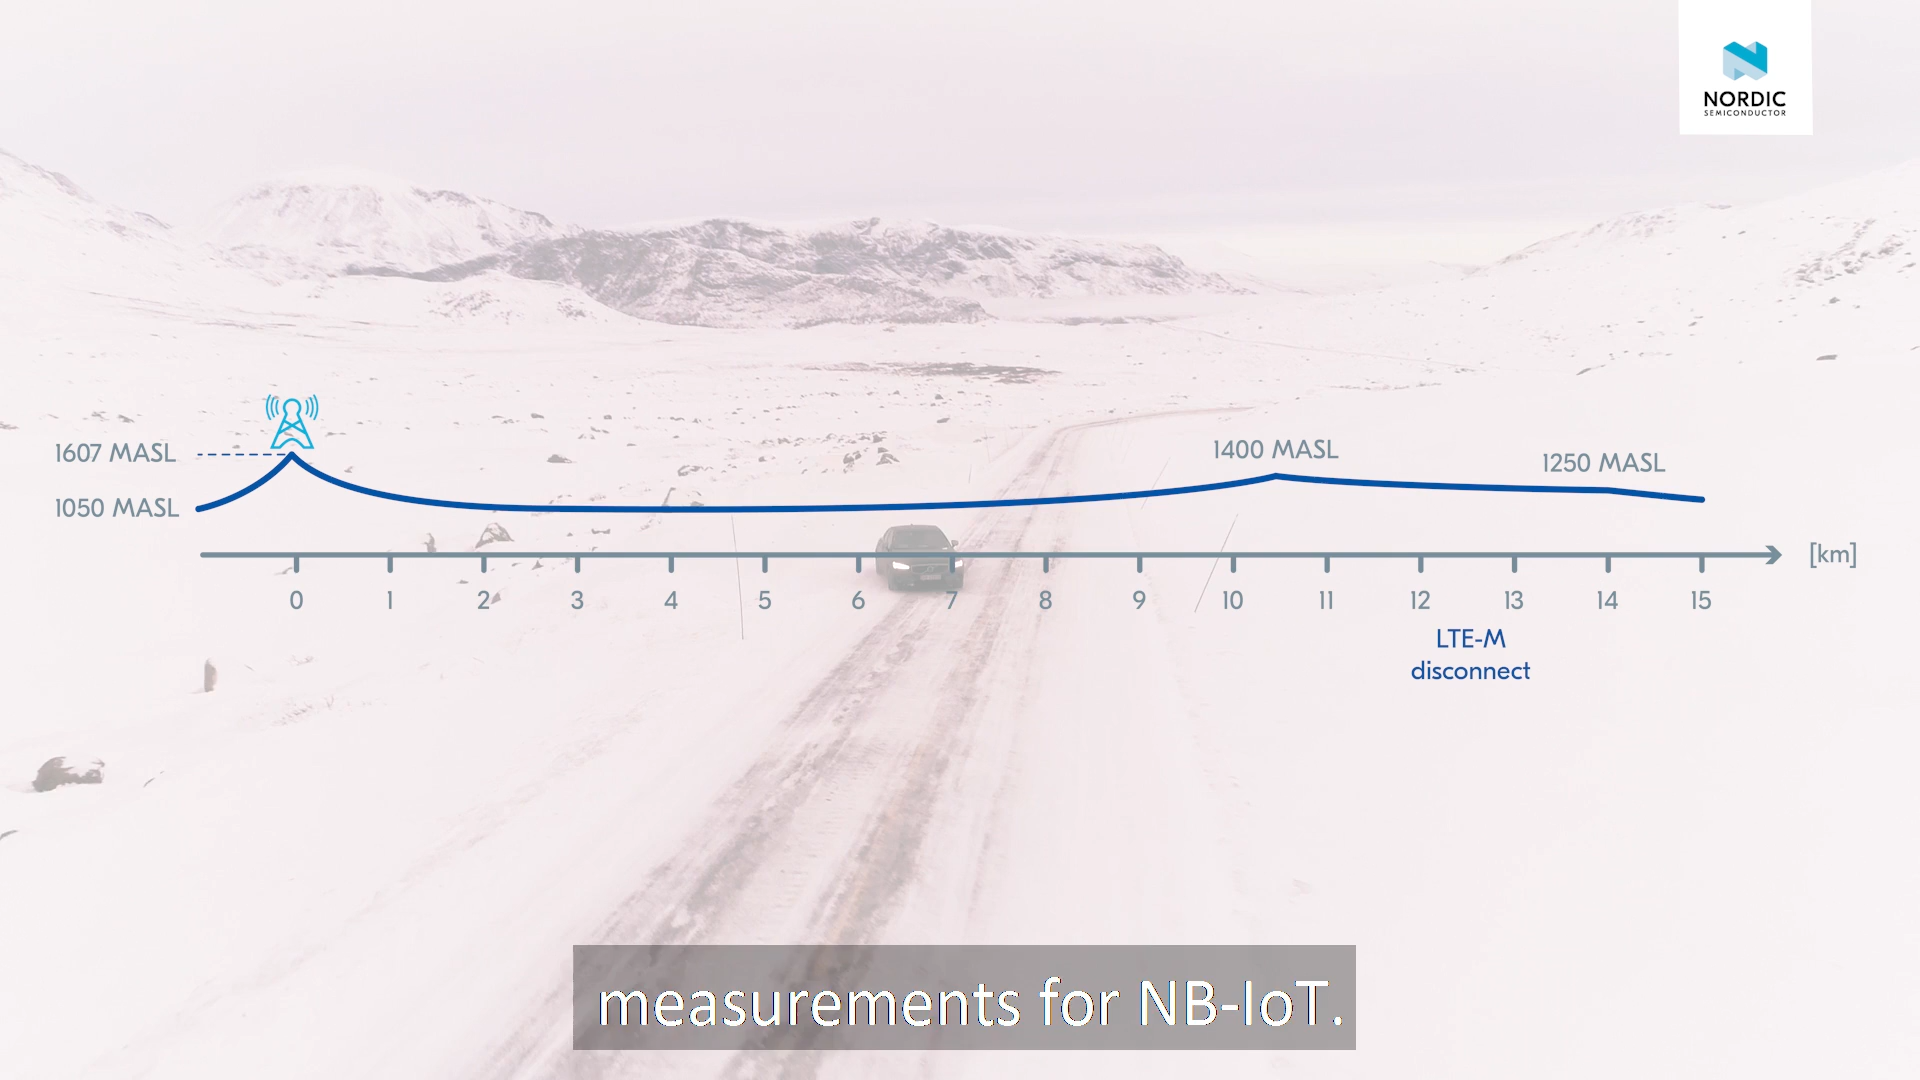 NORDIC
SEMICONDUCTOR
1607 MASL
1050 MASL
1400 MASL
1250 MASL
[km]
0 1 2 3 4 5 6 7 8 9 10 11 12 13 14 15
LTE-M
disconnect
measurements for NB-IoT.